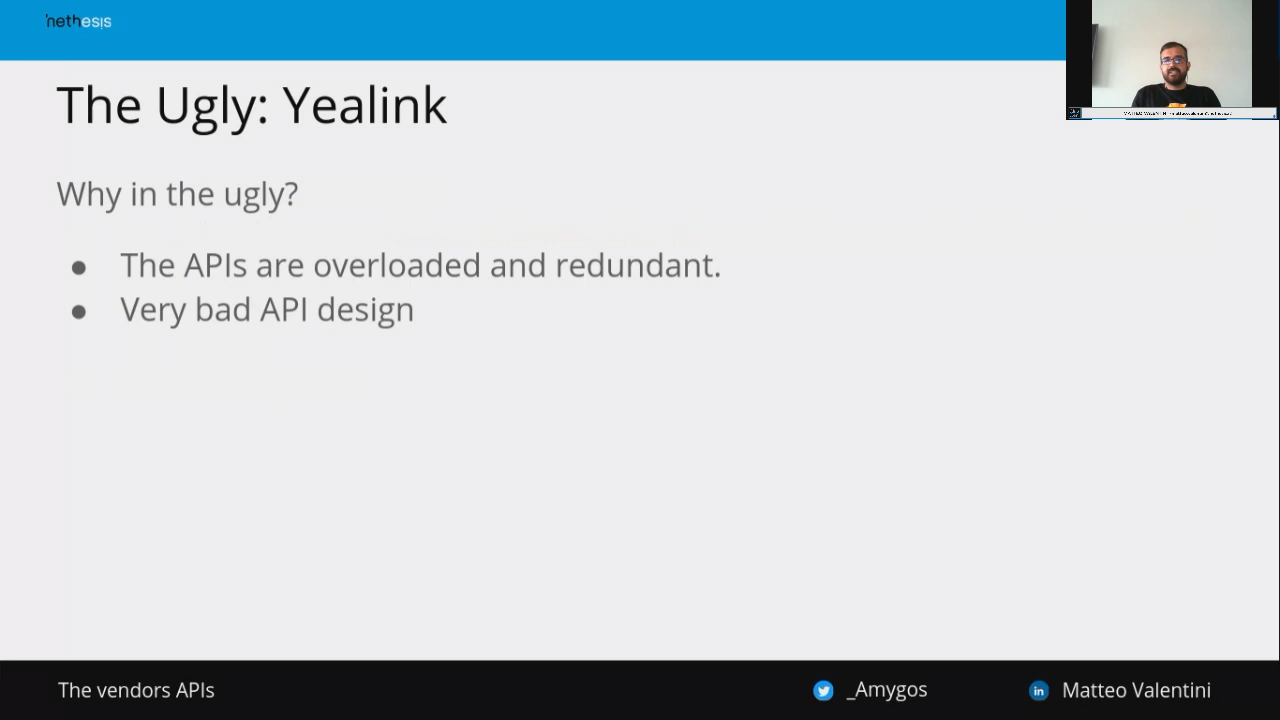 nethesis
The Ugly: Yealink
Why in the ugly?
● The APIs are overloaded and redundant.
● Very bad API design
The vendors APIs
_Amygos
in
Matteo Valentini